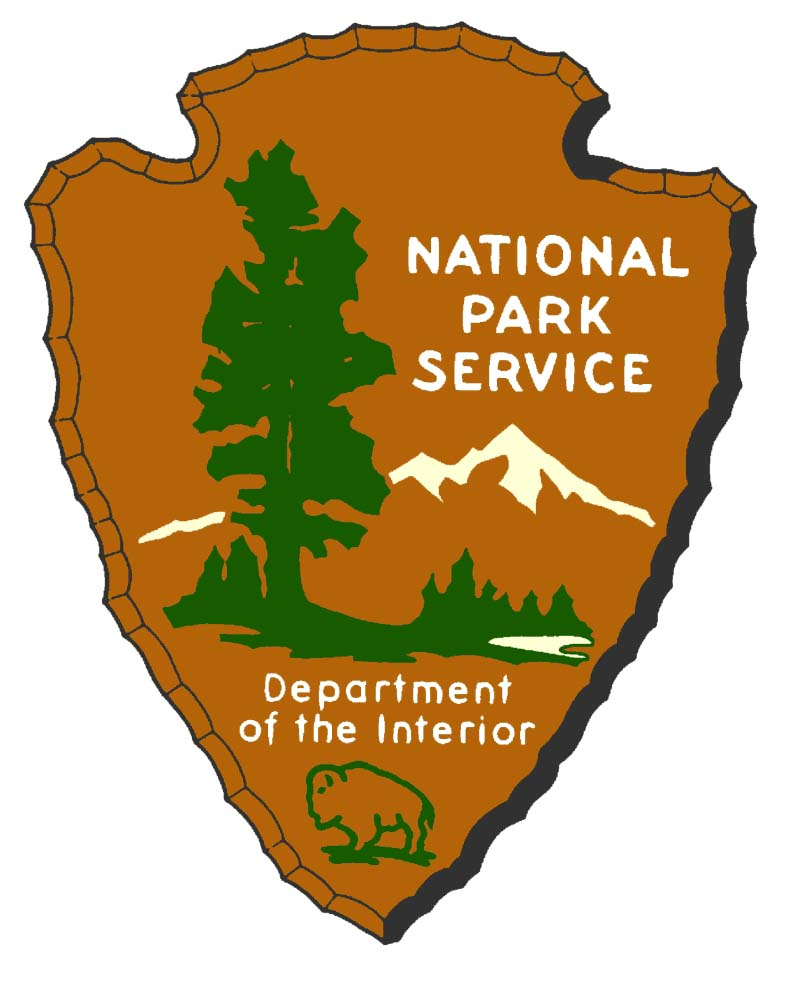 NATIONAL
PARK
SERVICE
Department
of the Interior